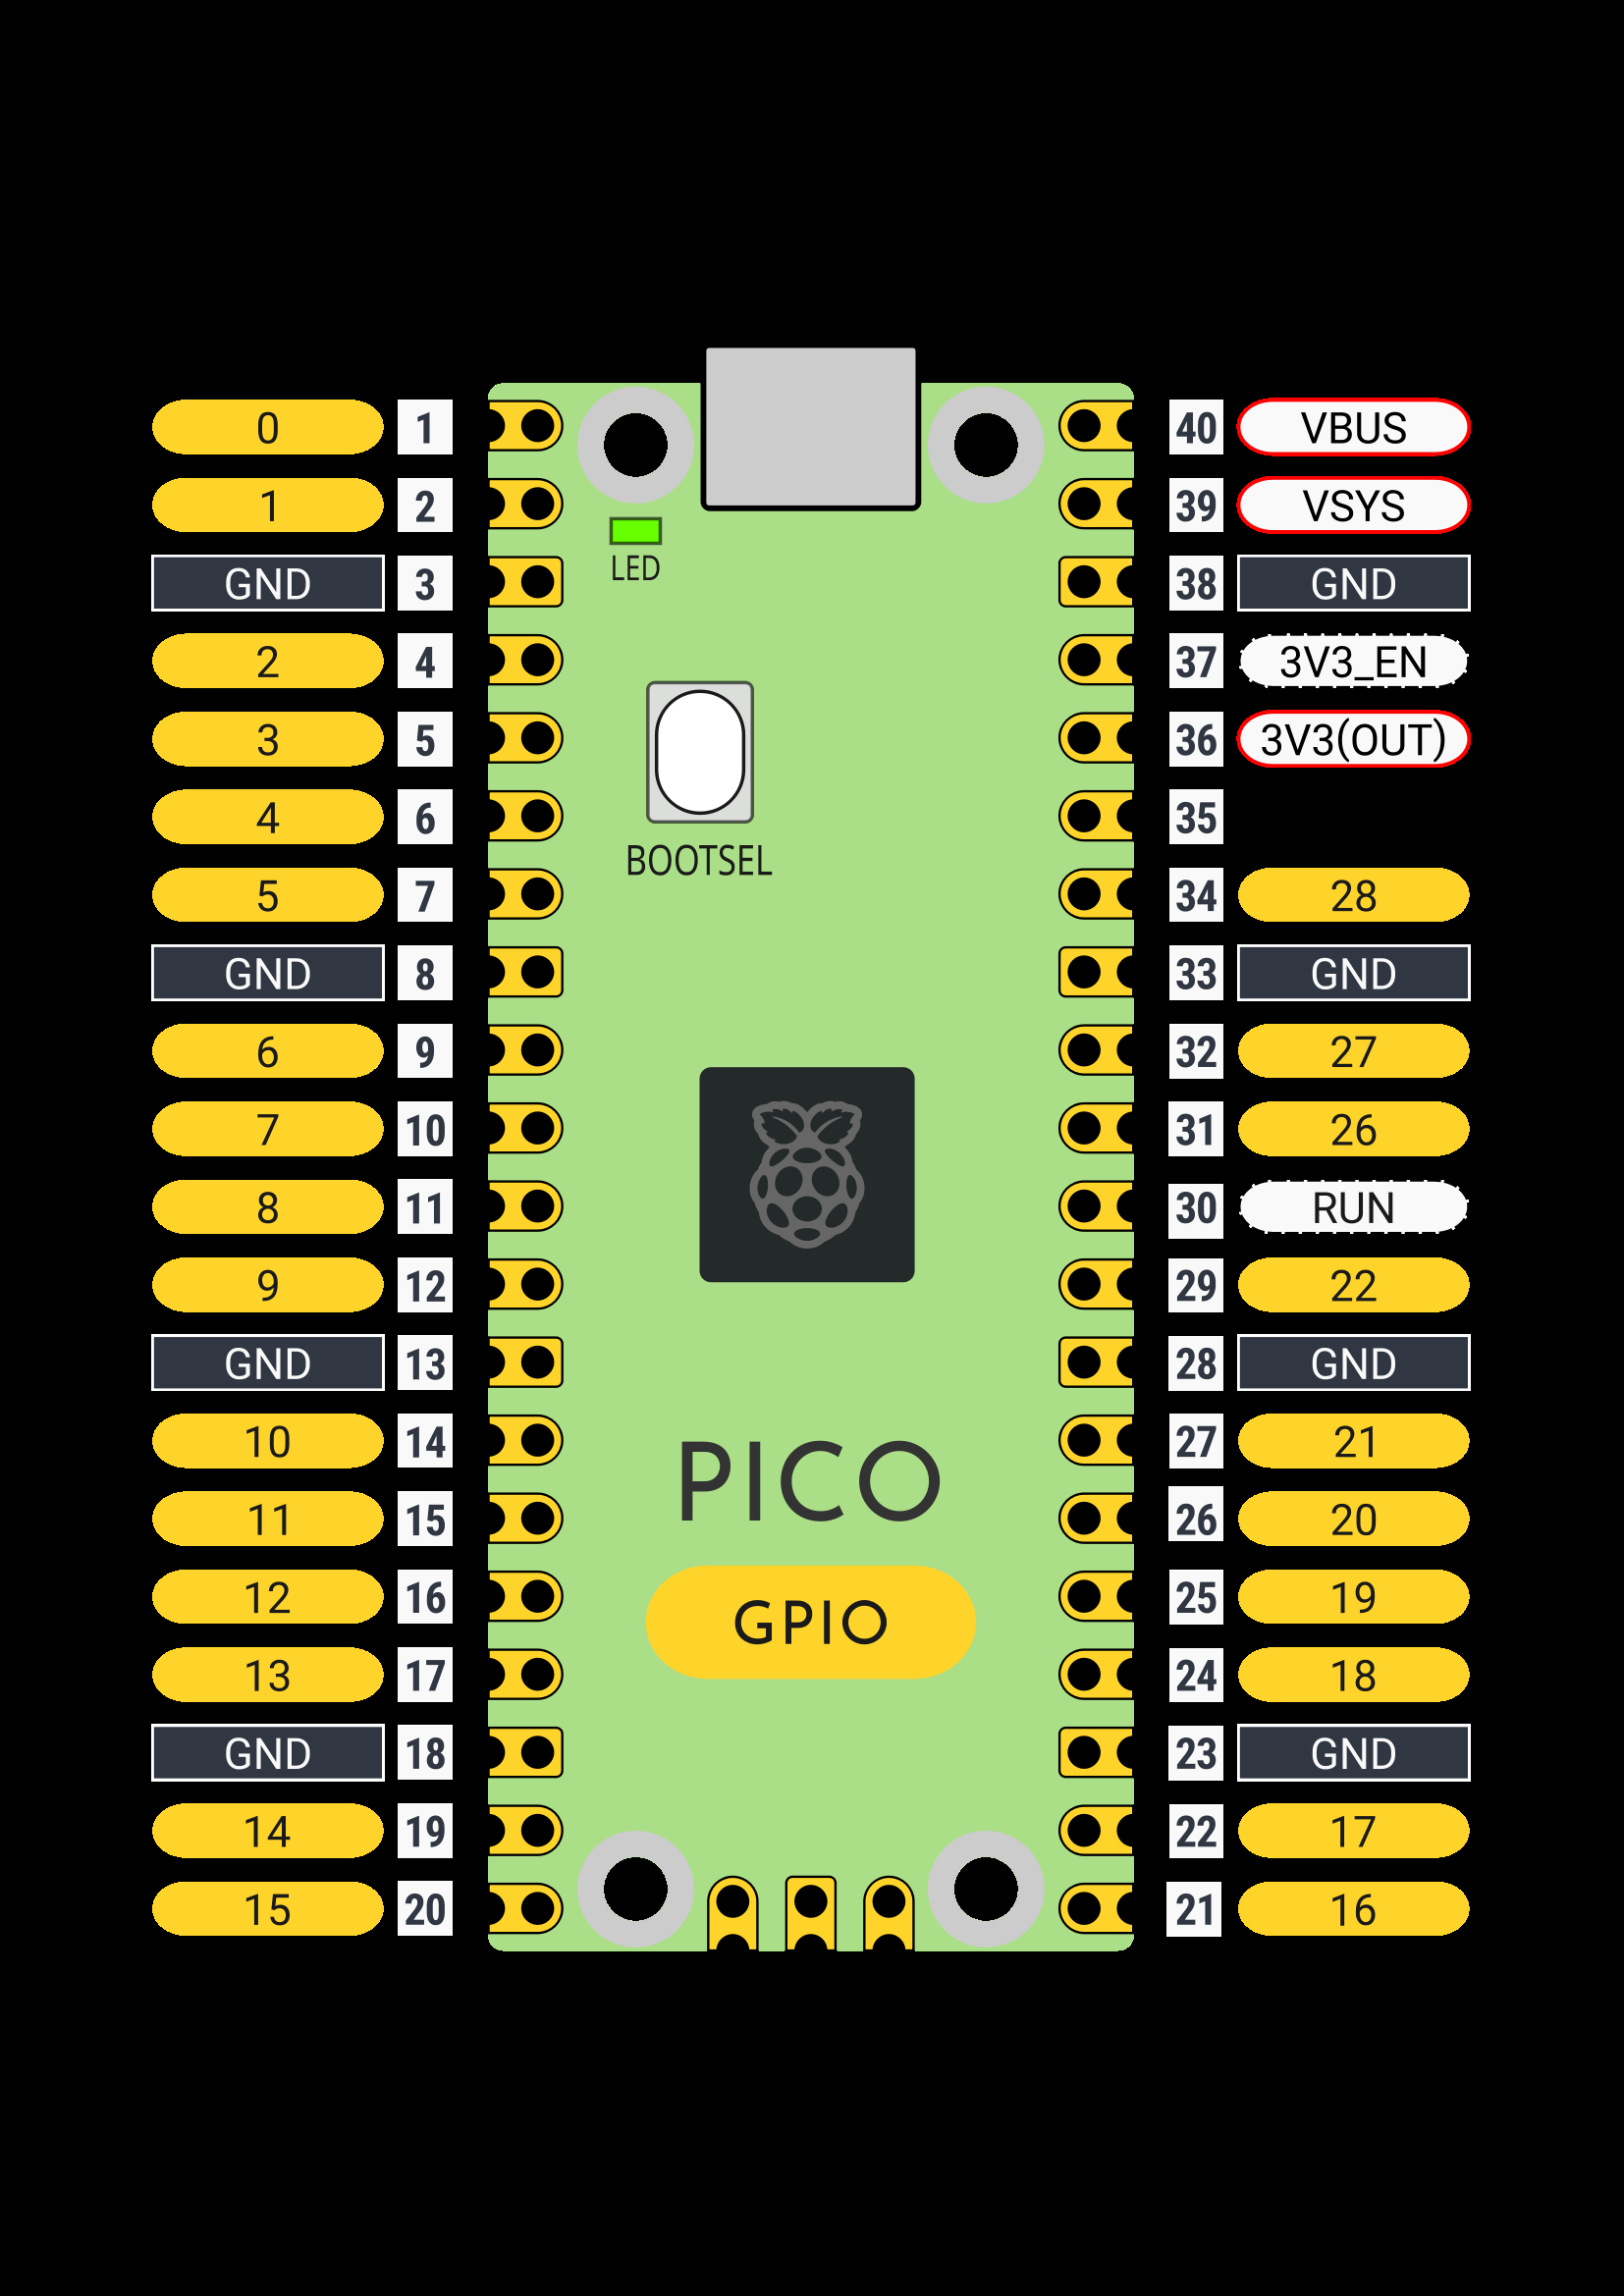 0 1 40 VBUS
1 2 39 VSYS
GND 3 LED 38 GND
2 4 37 3V3_EN
3 5 36 3V3(OUT)
4 6 35
BOOTSEL
5 7 34 28
GND 8 33 GND
6 9 32 27
7 10 31 26
8 11 30 RUN
9 12 29 22
GND 13 28 GND
10 14 27 21
PICO
11 15 26 20
12 16 25 19
GPIO
13 17 24 18
GND 18 23 GND
14 19 22 17
15 20 21 16